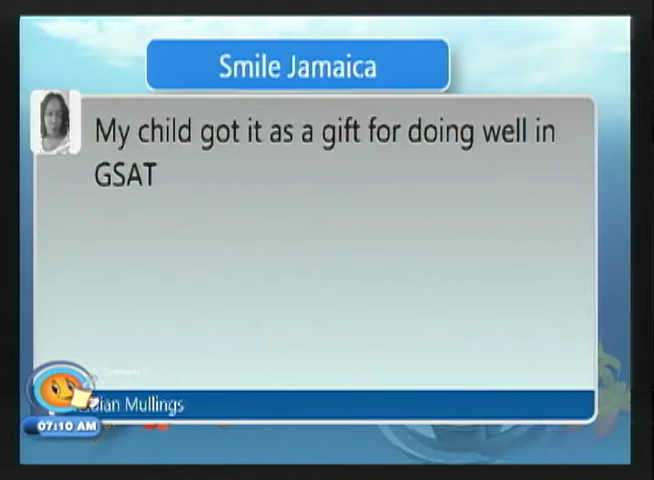 Smile Jamaica
My child got it as a gift for doing well in
GSAT
Mullings
07:10 AM